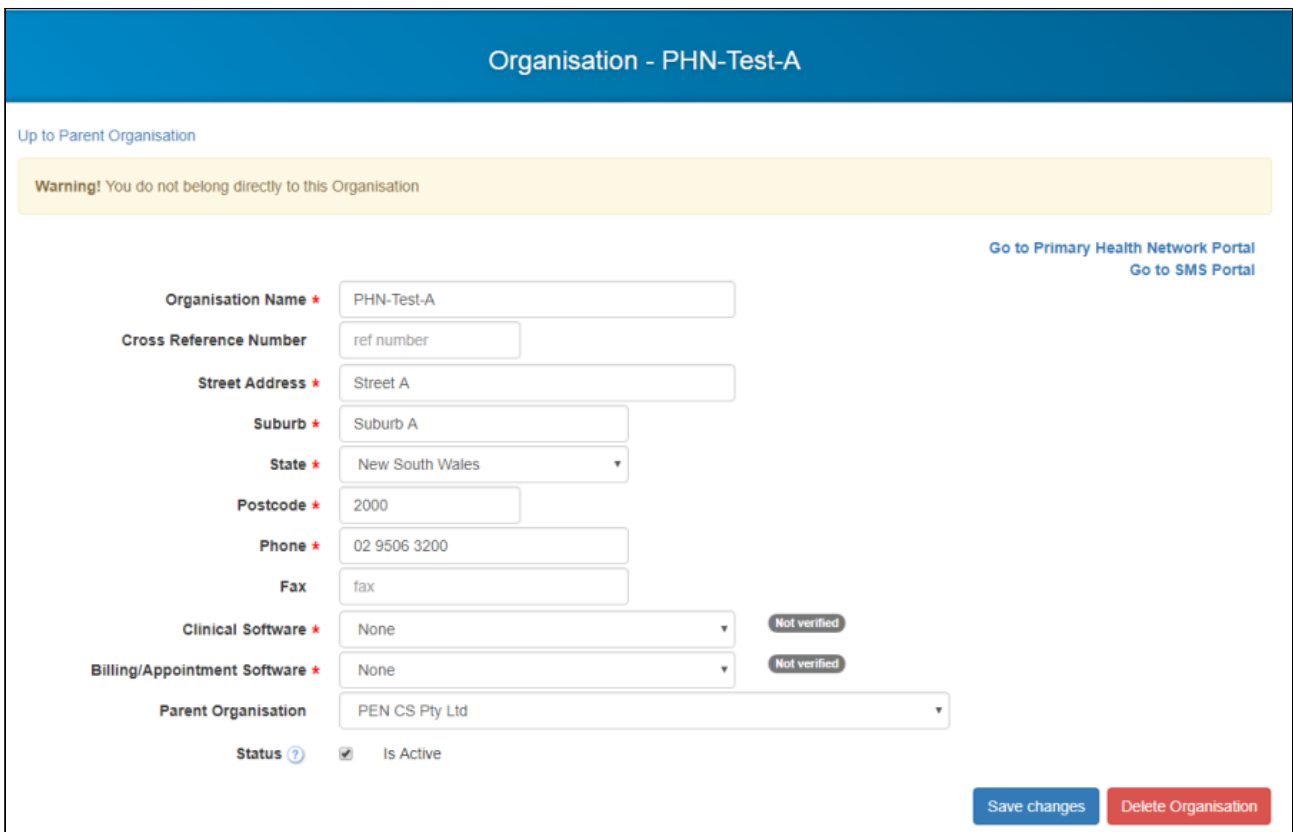 Organisation - PHN-Test-A
Up to Parent Organisation
Warning! You do not belong directly to this Organisation
Go to Primary Health Network Portal
Go to SMS Portal
Organisation Name * PHN-Test-A
Cross Reference Number ref number
Street Address * Street A
Suburb * Suburb A
State * New South Wales
Postcode * 2000
Phone * 02 9506 3200
Fax fax
Clinical Software * None Not verified
Billing/Appointment Software * None Not verified
Parent Organisation PEN CS Pty Ltd
Status ? Is Active
Save changes Delete Organisation